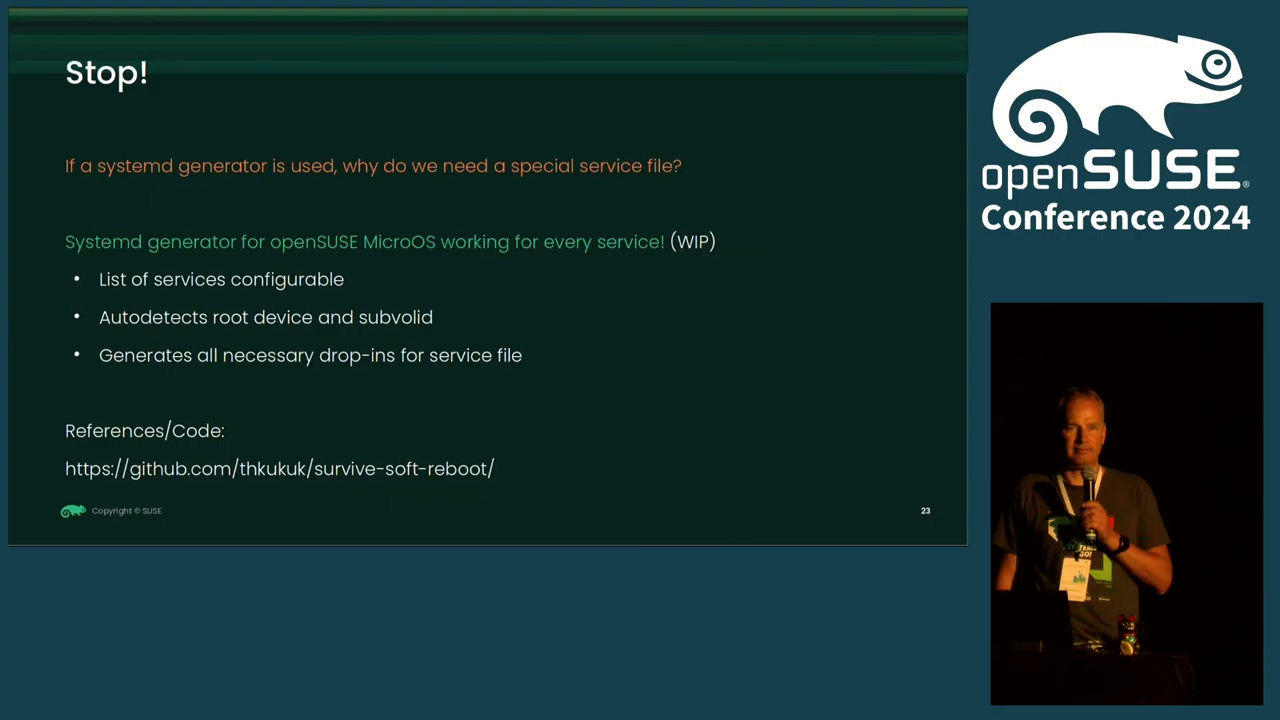 Stop!
If a systemd generator is used, why do we need a special service file?
Systemd generator for openSUSE MicroOS working for every service! (WIP)
• List of services configurable
• Autodetects root device and subvolid
• Generates all necessary drop-ins for service file
References/Code:
https://github.com/thkukuk/survive-soft-reboot/
Copyright © SUSE
23
openSUSE®
Conference 2024